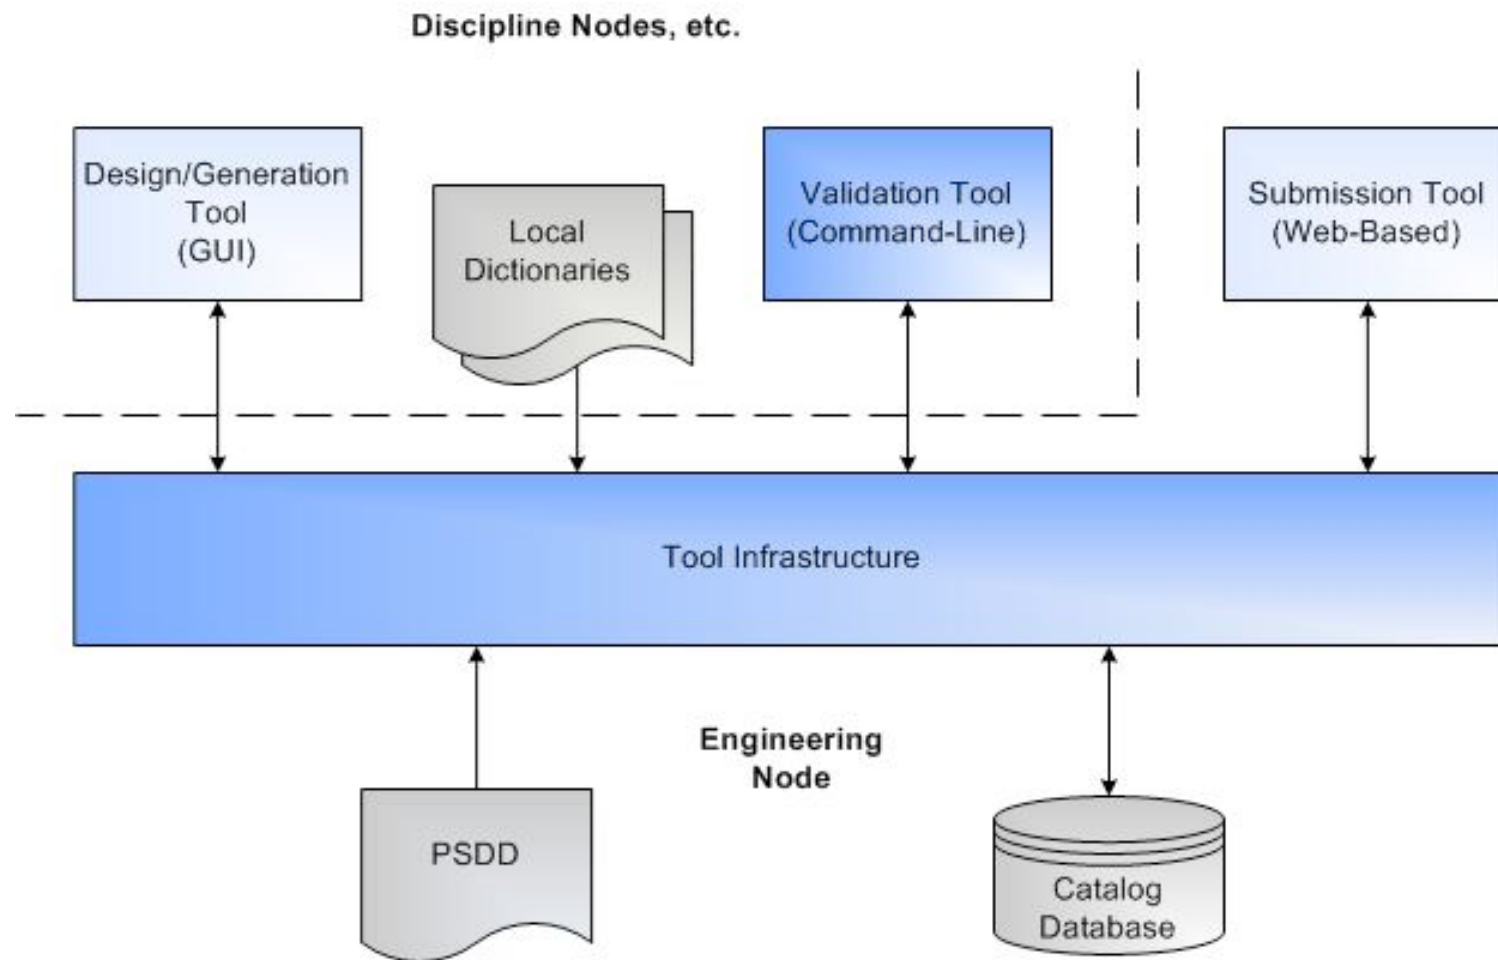 Discipline Nodes, etc.
Design/Generation
Tool
(GUI)
Local
Dictionaries
Validation Tool
(Command-Line)
Submission Tool
(Web-Based)
Tool Infrastructure
Engineering
Node
PSDD
Catalog
Database